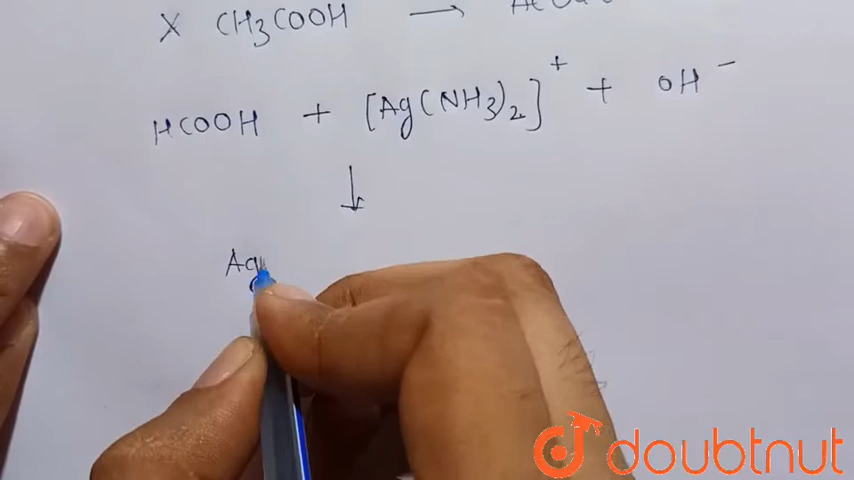 X CH3COOH →
HCOOH + [Ag(NH3)2]+ + OH-
↓
Ag
doubtnut